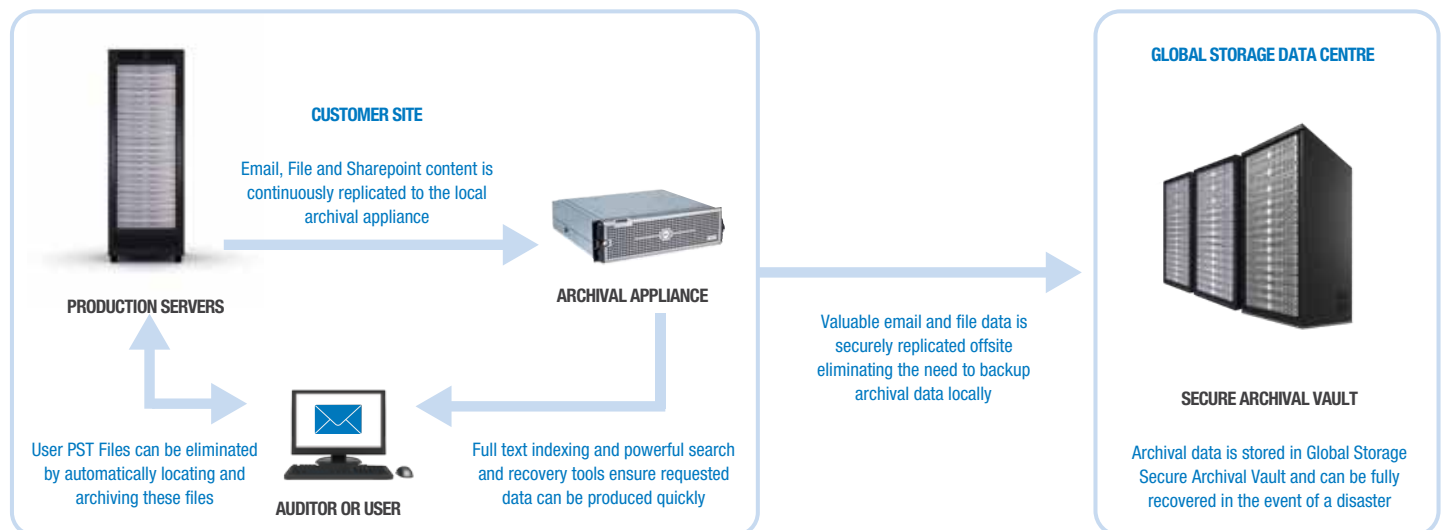 CUSTOMER SITE
Email, File and Sharepoint content is
continuously replicated to the local
archival appliance
PRODUCTION SERVERS
ARCHIVAL APPLIANCE
User PST Files can be eliminated
by automatically locating and
archiving these files
AUDITOR OR USER
Full text indexing and powerful search
and recovery tools ensure requested
data can be produced quickly
Valuable email and file data is
securely replicated offsite
eliminating the need to backup
archival data locally
GLOBAL STORAGE DATA CENTRE
SECURE ARCHIVAL VAULT
Archival data is stored in Global Storage
Secure Archival Vault and can be fully
recovered in the event of a disaster